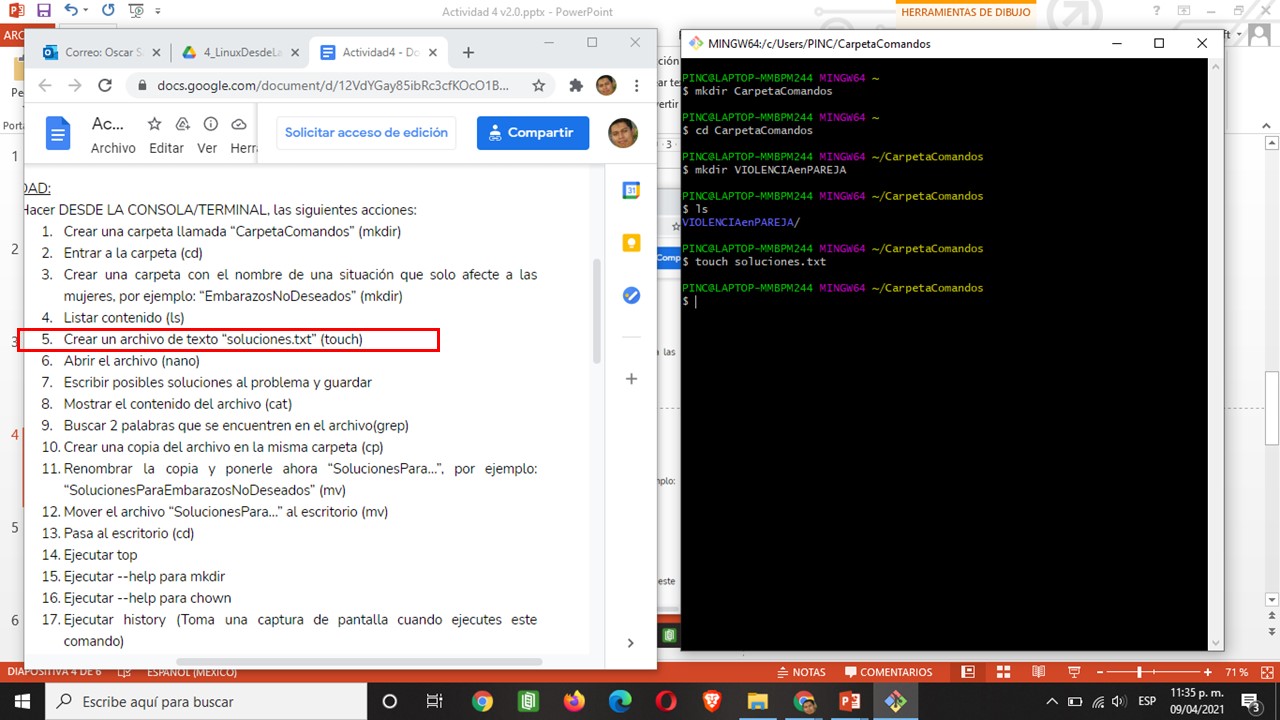 Actividad 4 v2.0.pptx - PowerPoint
HERRAMIENTAS DE DIBUJO
Correo: Oscar S
4_LinuxDesdeLa
Actividad4 - Do
docs.google.com/document/d/12VdYGay85ibRc3cfKOcO1B...
Ac...
Archivo Editar Ver Herra
Solicitar acceso de edición
Compartir
DAD:
Hacer DESDE LA CONSOLA/TERMINAL, las siguientes acciones:
1. Crear una carpeta llamada “CarpetaComandos” (mkdir)
2. Entrar a la carpeta (cd)
3. Crear una carpeta con el nombre de una situación que solo afecte a las
mujeres, por ejemplo: “EmbarazosNoDeseados” (mkdir)
4. Listar contenido (ls)
5. Crear un archivo de texto “soluciones.txt” (touch)
6. Abrir el archivo (nano)
7. Escribir posibles soluciones al problema y guardar
8. Mostrar el contenido del archivo (cat)
9. Buscar 2 palabras que se encuentren en el archivo(grep)
10. Crear una copia del archivo en la misma carpeta (cp)
11. Renombrar la copia y ponerle ahora “SolucionesPara...”, por ejemplo:
“SolucionesParaEmbarazosNoDeseados” (mv)
12. Mover el archivo “SolucionesPara...” al escritorio (mv)
13. Pasa al escritorio (cd)
14. Ejecutar top
15. Ejecutar --help para mkdir
16. Ejecutar --help para chown
17. Ejecutar history (Toma una captura de pantalla cuando ejecutes este
comando)
MINGW64:/c/Users/PINC/CarpetaComandos
PINC@LAPTOP-MMBPM244 MINGW64 ~
$ mkdir CarpetaComandos
PINC@LAPTOP-MMBPM244 MINGW64 ~
$ cd CarpetaComandos
PINC@LAPTOP-MMBPM244 MINGW64 ~/CarpetaComandos
$ mkdir VIOLENCIAenPAREJA
PINC@LAPTOP-MMBPM244 MINGW64 ~/CarpetaComandos
$ ls
VIOLENCIAenPAREJA/
PINC@LAPTOP-MMBPM244 MINGW64 ~/CarpetaComandos
$ touch soluciones.txt
PINC@LAPTOP-MMBPM244 MINGW64 ~/CarpetaComandos
$
1
2
3
4
5
6
DIAPOSITIVA 4 DE 6
ESPAÑOL (MÉXICO)
NOTAS
COMENTARIOS
71 %
Escribe aquí para buscar
ESP
11:35 p. m.
09/04/2021
3